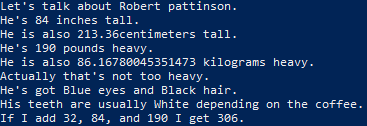 Let's talk about Robert pattinson.
He's 84 inches tall.
He is also 213.36centimeters tall.
He's 190 pounds heavy.
He is also 86.16780045351473 kilograms heavy.
Actually that's not too heavy.
He's got Blue eyes and Black hair.
His teeth are usually White depending on the coffee.
If I add 32, 84, and 190 I get 306.